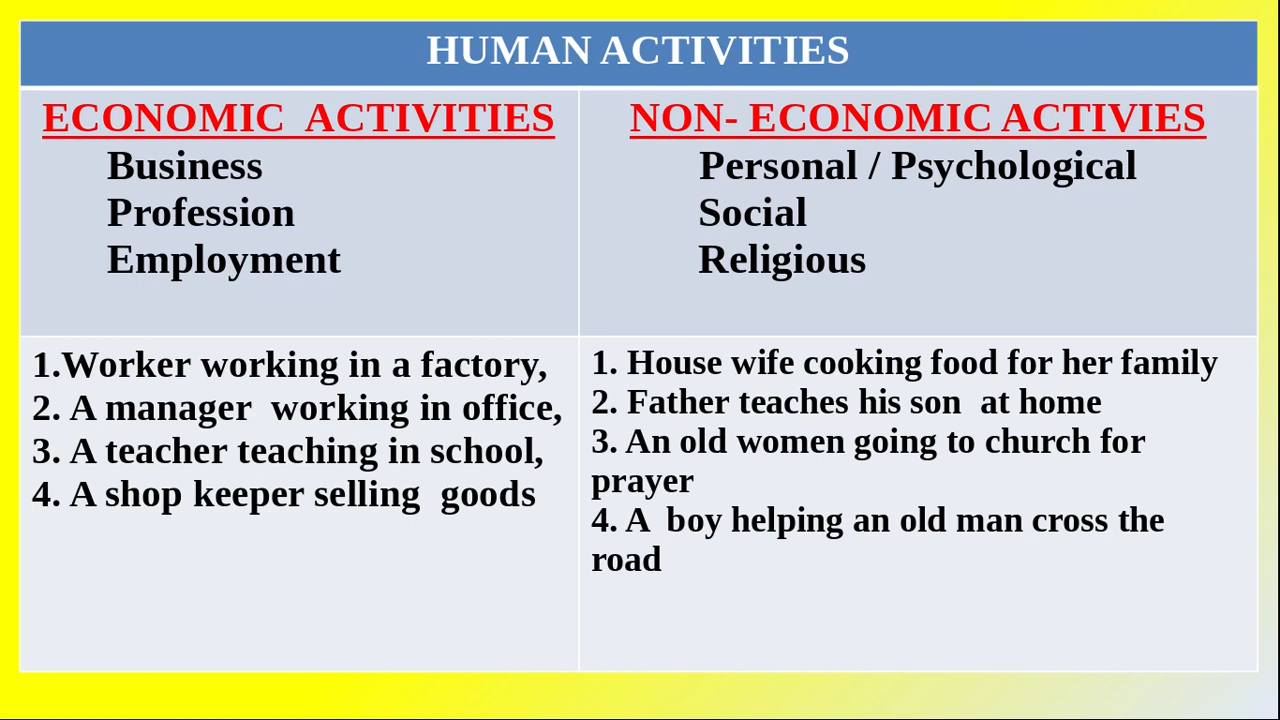 HUMAN ACTIVITIES
ECONOMIC  ACTIVITIES
Business
Profession
Employment
NON- ECONOMIC ACTIVIES
Personal / Psychological
Social
Religious
1.Worker working in a factory,
2. A manager  working in office,
3. A teacher teaching in school,
4. A shop keeper selling  goods
1. House wife cooking food for her family
2. Father teaches his son  at home
3. An old women going to church for
prayer
4. A  boy helping an old man cross the
road